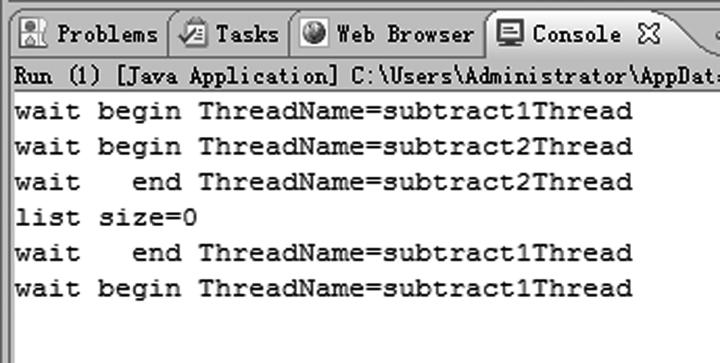 Problems Tasks Web Browser Console
Run (1) [Java Application] C:\Users\Administrator\AppData
wait begin ThreadName=subtract1Thread
wait begin ThreadName=subtract2Thread
wait   end ThreadName=subtract2Thread
list size=0
wait   end ThreadName=subtract1Thread
wait begin ThreadName=subtract1Thread